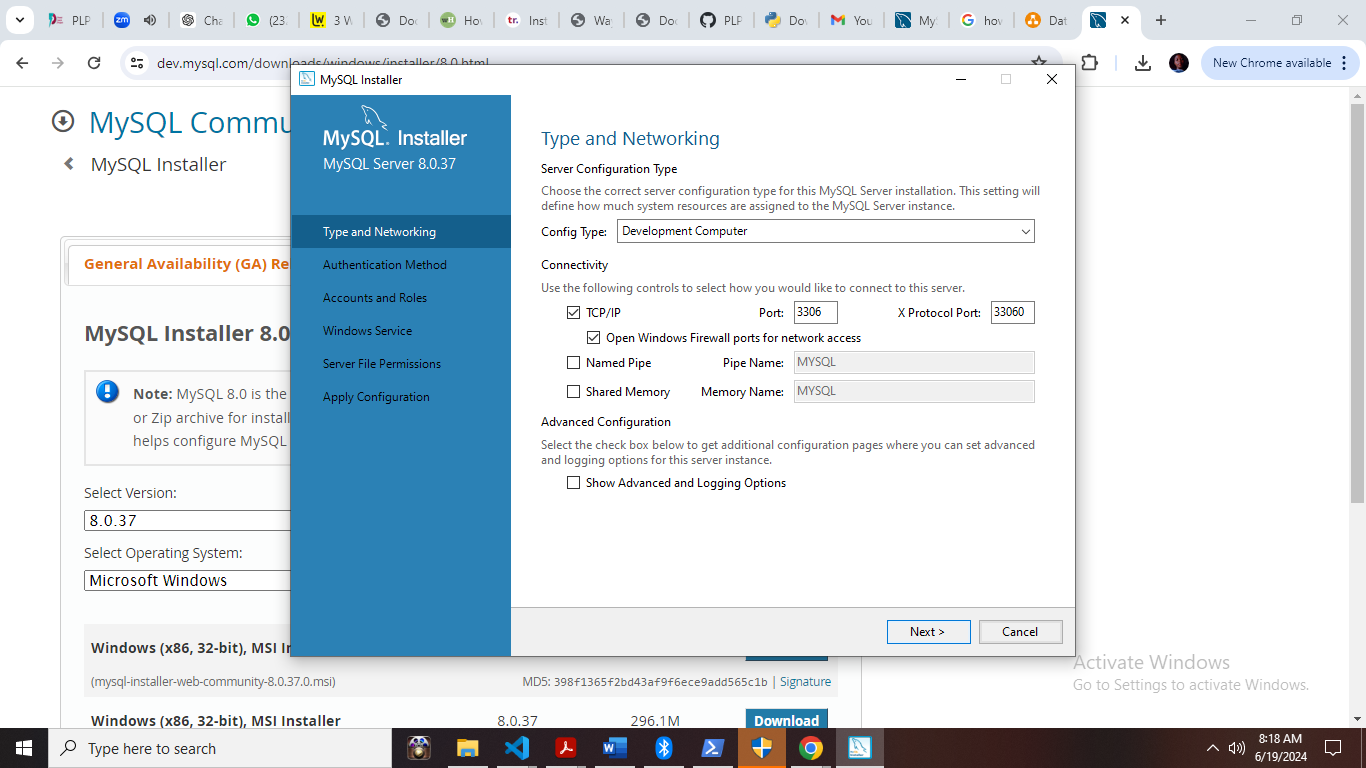 PLP
zm
Cha
(23
3 W
Doc
Hov
tr.
Inst
Way
Doc
PLP
Dov
You
My
how
Dat
dev.mysql.com/downloads/windows/installer/8.0.html
New Chrome available
MySQL Commu
MySQL Installer
General Availability (GA) Re
MySQL Installer 8.0
Note: MySQL 8.0 is the
or Zip archive for install
helps configure MySQL
Select Version:
8.0.37
Select Operating System:
Microsoft Windows
Windows (x86, 32-bit), MSI In
(mysql-installer-web-community-8.0.37.0.msi)
MD5: 398f1365f2bd43af9f6ece9add565c1b | Signature
Windows (x86, 32-bit), MSI Installer
8.0.37
296.1M
Download
MySQL Installer
MySQL. Installer
MySQL Server 8.0.37
Type and Networking
Authentication Method
Accounts and Roles
Windows Service
Server File Permissions
Apply Configuration
Type and Networking
Server Configuration Type
Choose the correct server configuration type for this MySQL Server installation. This setting will
define how much system resources are assigned to the MySQL Server instance.
Config Type: Development Computer
Connectivity
Use the following controls to select how you would like to connect to this server.
TCP/IP Port: 3306 X Protocol Port: 33060
Open Windows Firewall ports for network access
Named Pipe Pipe Name: MYSQL
Shared Memory Memory Name: MYSQL
Advanced Configuration
Select the check box below to get additional configuration pages where you can set advanced
and logging options for this server instance.
Show Advanced and Logging Options
Next >
Cancel
Activate Windows
Go to Settings to activate Windows.
Type here to search
8:18 AM
6/19/2024